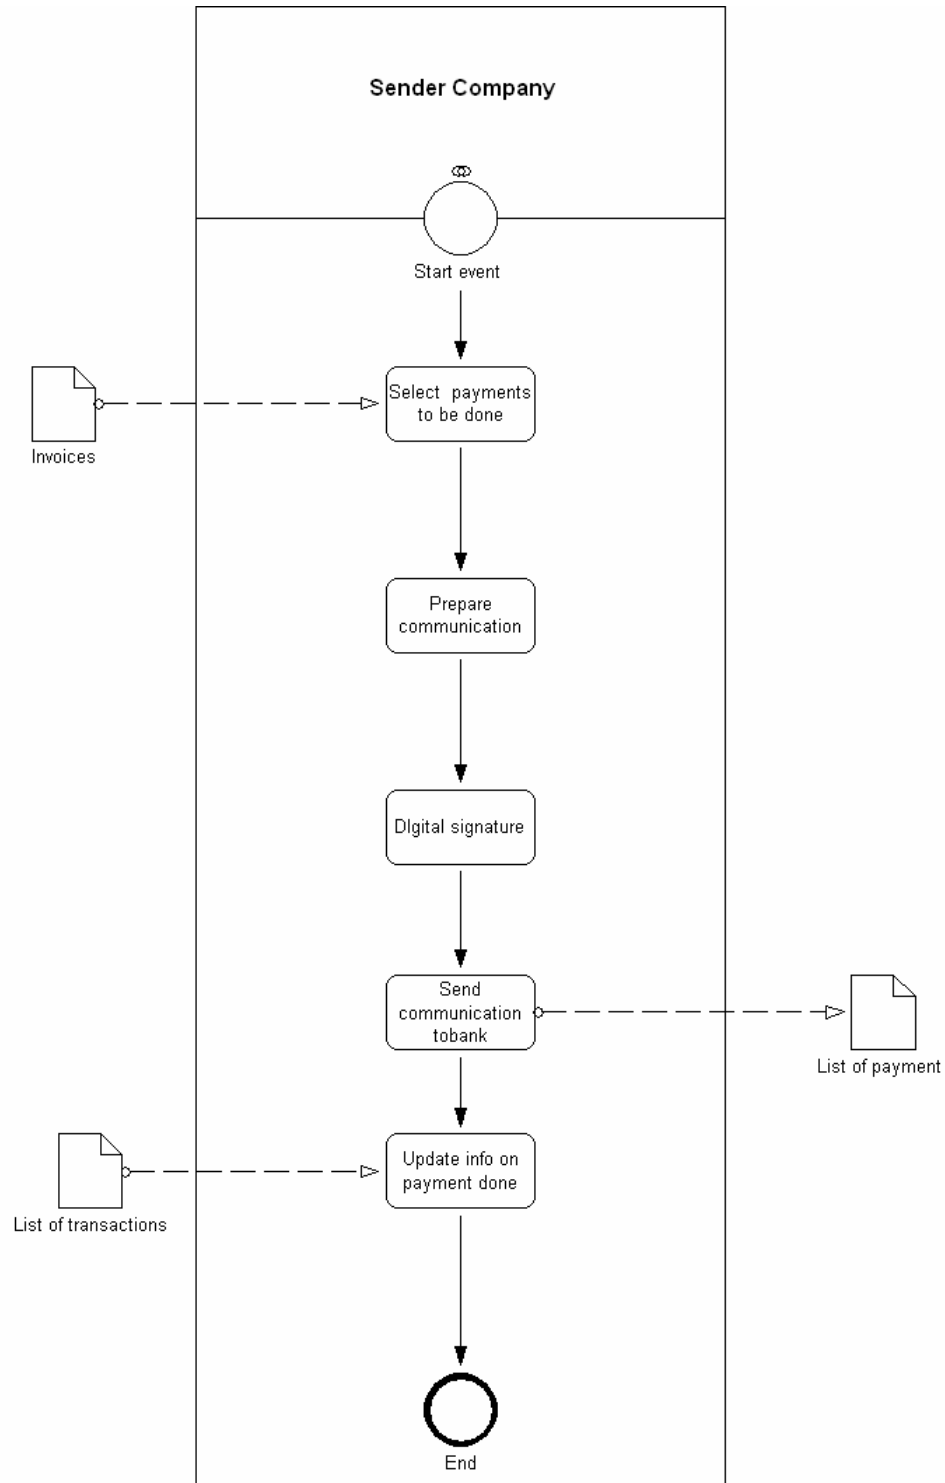 Sender Company
Start event
Select payments
to be done
Invoices
Prepare
communication
DIgital signature
Send
communication
tobank
List of payment
Update info on
payment done
List of transactions
End